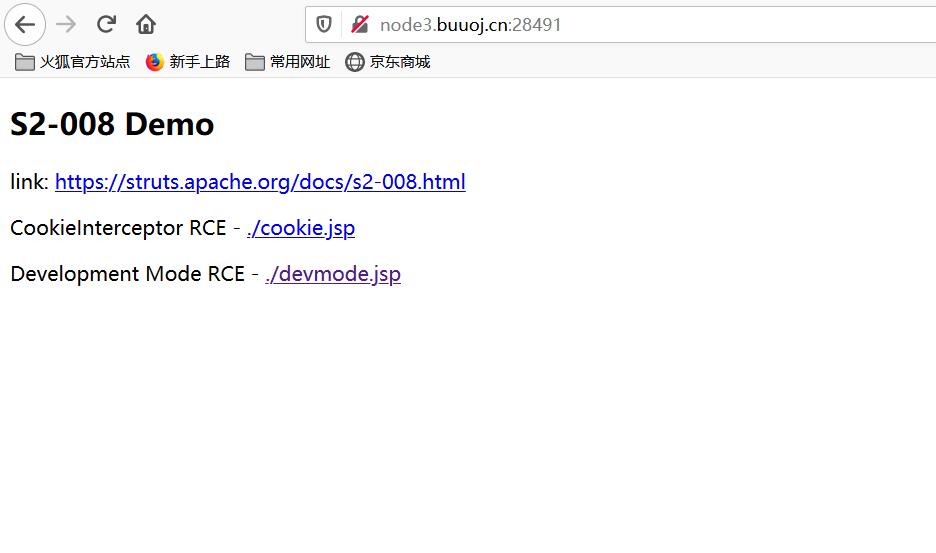 node3.buuoj.cn:28491
火狐官方站点 新手上路 常用网址 京东商城
S2-008 Demo
link: https://struts.apache.org/docs/s2-008.html
CookieInterceptor RCE - ./cookie.jsp
Development Mode RCE - ./devmode.jsp